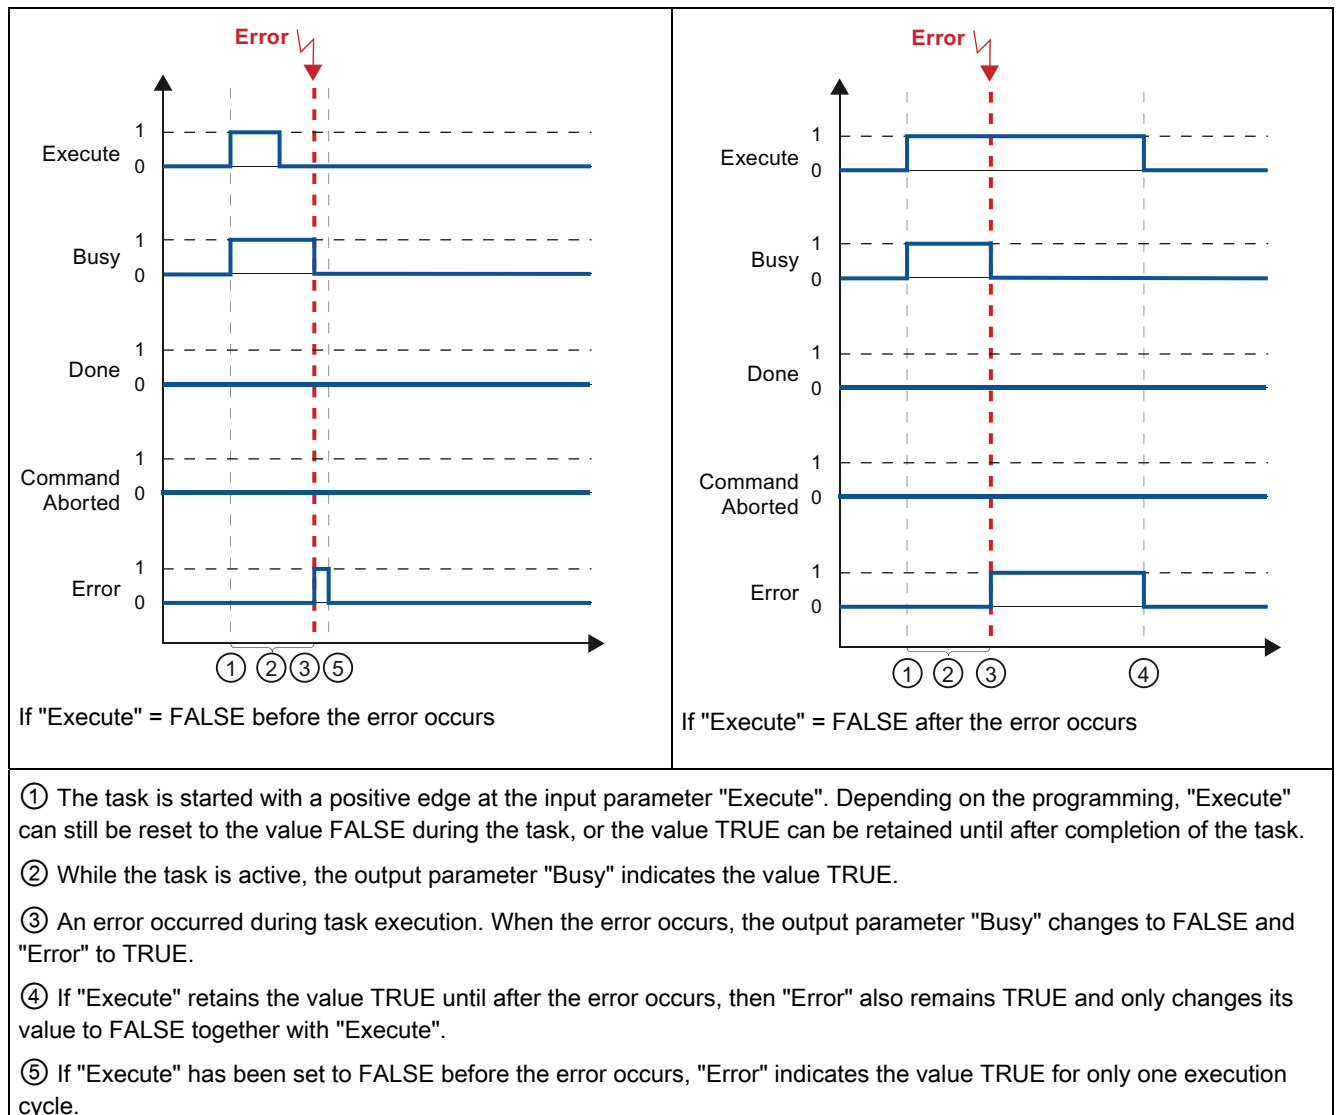 Error
1
Execute
0
1
Busy
0
1
Done
0
1
Command
Aborted
0
1
Error
0
① ② ③ ⑤
If "Execute" = FALSE before the error occurs
Error
1
Execute
0
1
Busy
0
1
Done
0
1
Command
Aborted
0
1
Error
0
① ② ③ ④
If "Execute" = FALSE after the error occurs
① The task is started with a positive edge at the input parameter "Execute". Depending on the programming, "Execute"
can still be reset to the value FALSE during the task, or the value TRUE can be retained until after completion of the task.
② While the task is active, the output parameter "Busy" indicates the value TRUE.
③ An error occurred during task execution. When the error occurs, the output parameter "Busy" changes to FALSE and
"Error" to TRUE.
④ If "Execute" retains the value TRUE until after the error occurs, then "Error" also remains TRUE and only changes its
value to FALSE together with "Execute".
⑤ If "Execute" has been set to FALSE before the error occurs, "Error" indicates the value TRUE for only one execution
cycle.